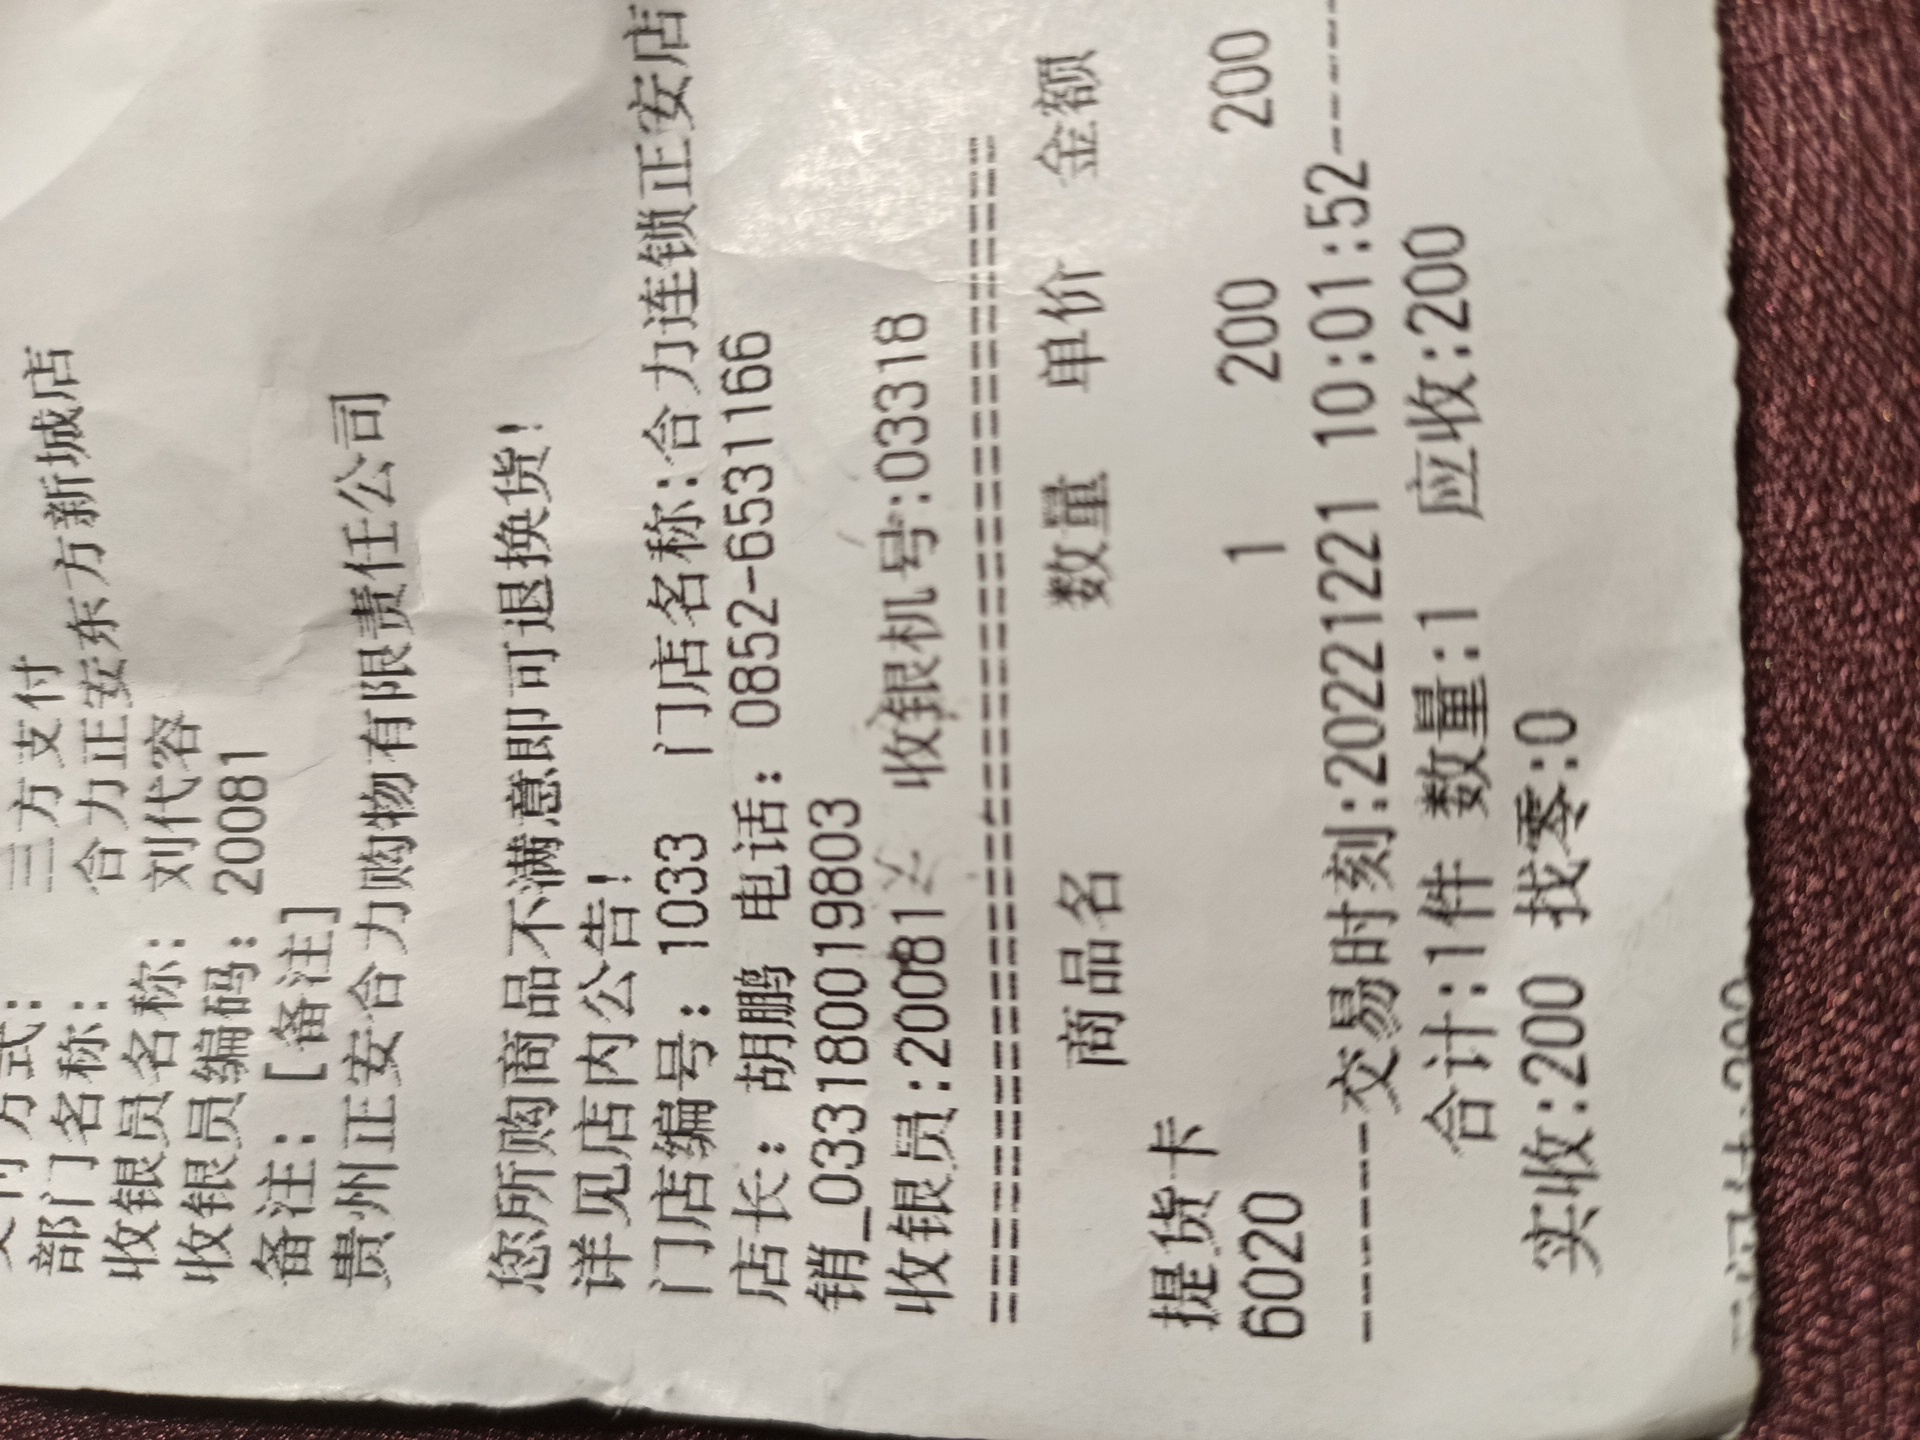 三方支付
部门名称: 合力正安东方新城店
收银员名称: 刘代容
收银员编码: 20081
备注: [备注]
贵州正安合力购物有限责任公司
您所购商品不满意即可退换货!
详见店内公告!
门店编号: 1033 门店名称:合力连锁正安店
店长: 胡鹏 电话: 0852-6531166
销_033180019803
收银员:20081 收银机号:03318
==============================
商品名 数量 单价 金额
提货卡
6020 1 200 200
------交易时刻:20221221 10:01:52------
合计:1件 数量:1 应收:200
实收:200 找零:0